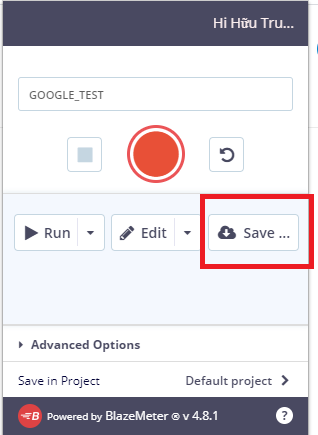 Hi Hữu Tru...
GOOGLE_TEST
Run Edit Save ...
Advanced Options
Save in Project Default project
B Powered by BlazeMeter ® v 4.8.1 ?